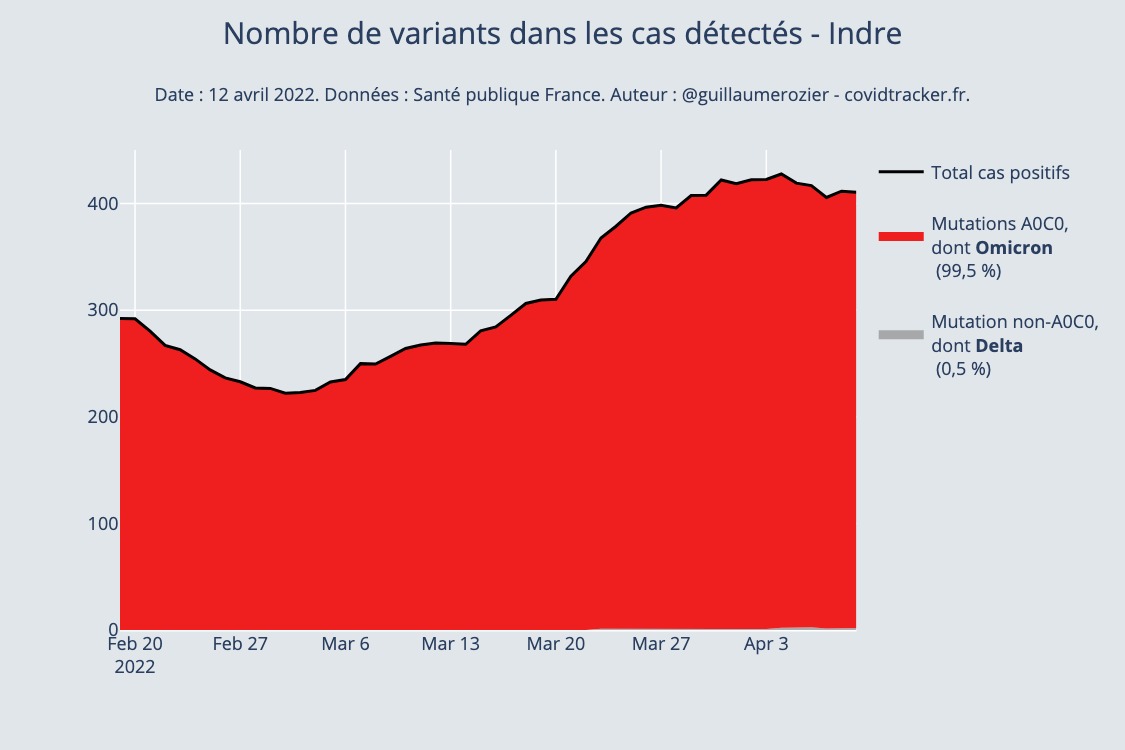 Nombre de variants dans les cas détectés - Indre
Date : 12 avril 2022. Données : Santé publique France. Auteur : @guillaumerozier - covidtracker.fr.
400
300
200
100
0
Feb 20
2022
Feb 27
Mar 6
Mar 13
Mar 20
Mar 27
Apr 3
Total cas positifs
Mutations A0C0,
dont Omicron
(99,5 %)
Mutation non-A0C0,
dont Delta
(0,5 %)